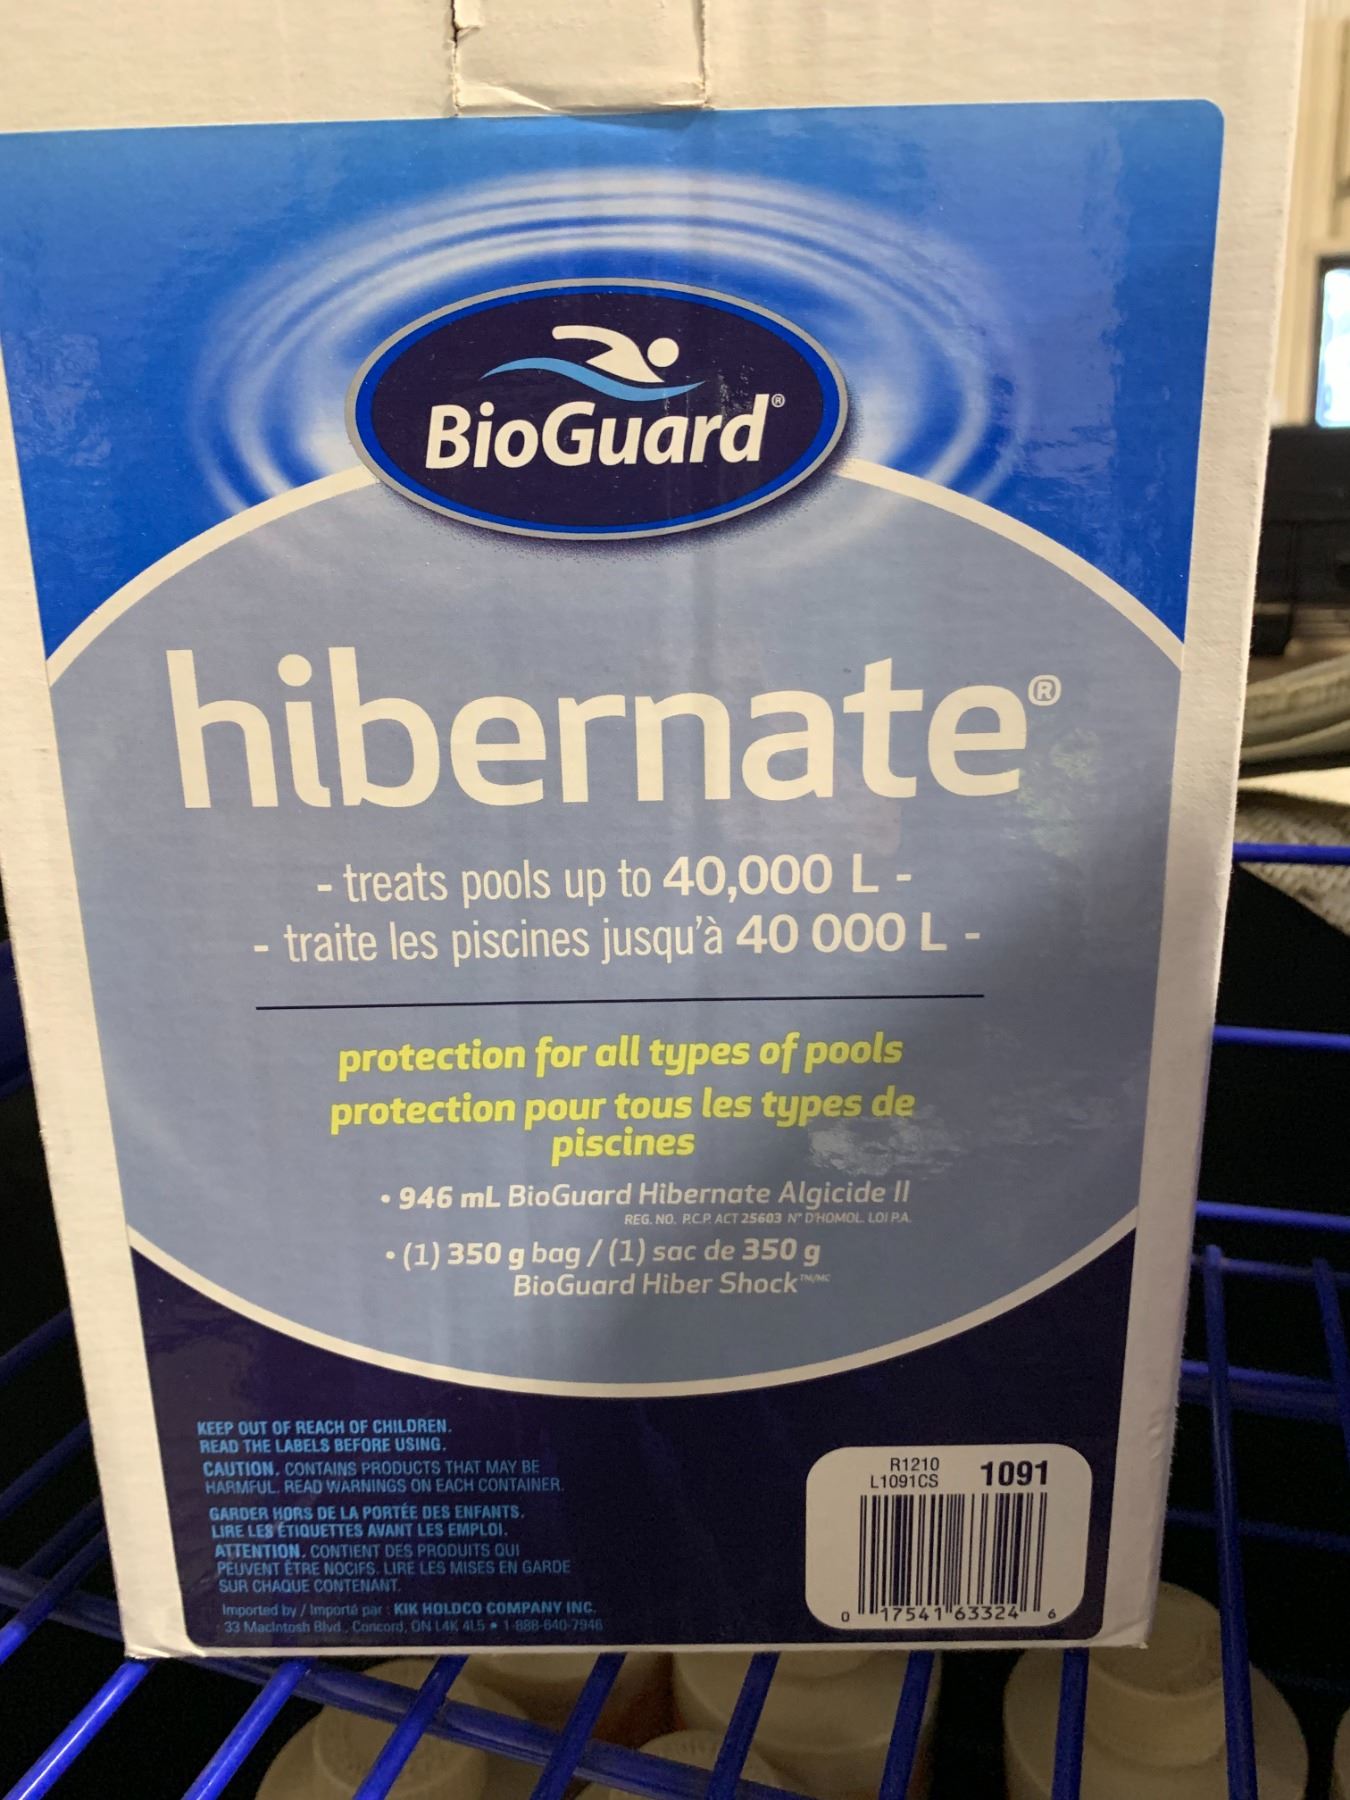 BioGuard®
hibernate®
- treats pools up to 40,000 L -
- traite les piscines jusqu'à 40 000 L -
protection for all types of pools
protection pour tous les types de
piscines
• 946 mL BioGuard Hibernate Algicide II
REG. NO. P.C.P. ACT 25603 N° D'HOMOL. LOI P.A.
• (1) 350 g bag / (1) sac de 350 g
BioGuard Hiber Shock™/MC
KEEP OUT OF REACH OF CHILDREN.
READ THE LABELS BEFORE USING.
CAUTION. CONTAINS PRODUCTS THAT MAY BE
HARMFUL. READ WARNINGS ON EACH CONTAINER.
GARDER HORS DE LA PORTÉE DES ENFANTS.
LIRE LES ÉTIQUETTES AVANT LES EMPLOI.
ATTENTION. CONTIENT DES PRODUITS QUI
PEUVENT ÊTRE NOCIFS. LIRE LES MISES EN GARDE
SUR CHAQUE CONTENANT.
Imported by / Importé par : KIK HOLDCO COMPANY INC.
33 MacIntosh Blvd., Concord, ON L4K 4L5 • 1-888-640-7946
R1210
L1091CS
1091
0 17541 63324 6